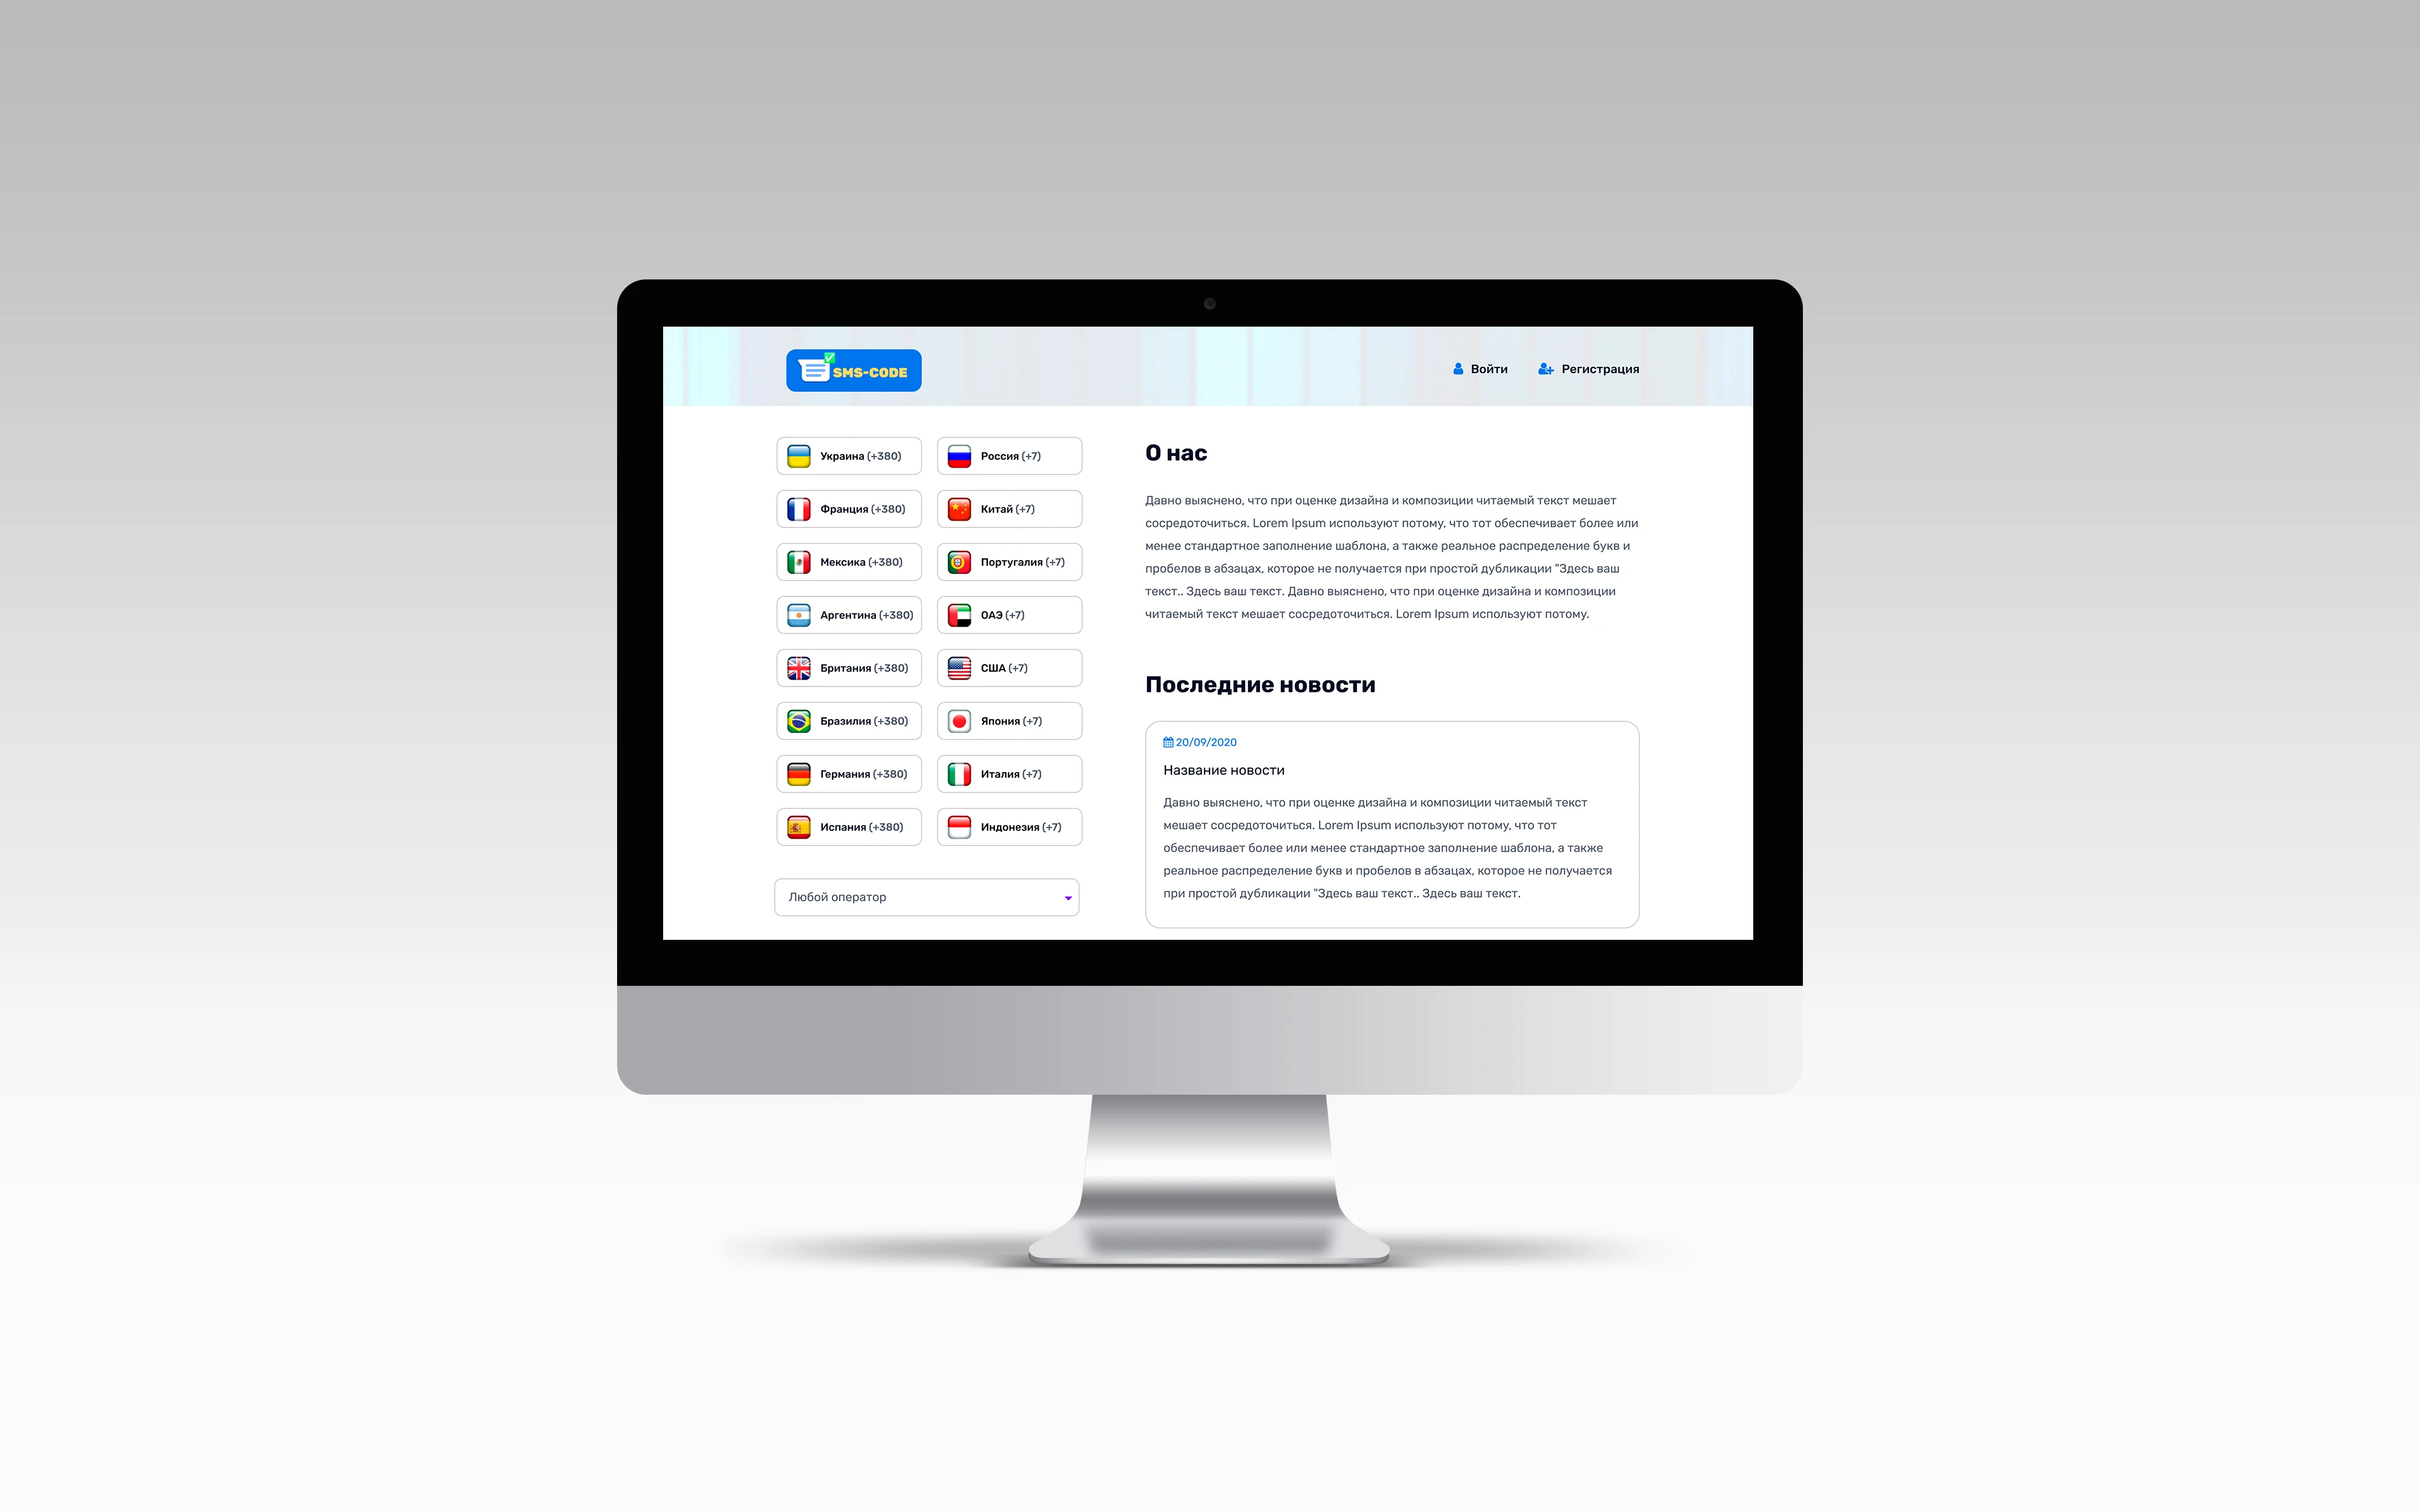 SMS-CODE
Войти
Регистрация
Украина (+380)
Россия (+7)
Франция (+380)
Китай (+7)
Мексика (+380)
Португалия (+7)
Аргентина (+380)
ОАЭ (+7)
Британия (+380)
США (+7)
Бразилия (+380)
Япония (+7)
Германия (+380)
Италия (+7)
Испания (+380)
Индонезия (+7)
Любой оператор
О нас
Давно выяснено, что при оценке дизайна и композиции читаемый текст мешает
сосредоточиться. Lorem Ipsum используют потому, что тот обеспечивает более или
менее стандартное заполнение шаблона, а также реальное распределение букв и
пробелов в абзацах, которое не получается при простой дубликации "Здесь ваш
текст.. Здесь ваш текст. Давно выяснено, что при оценке дизайна и композиции
читаемый текст мешает сосредоточиться. Lorem Ipsum используют потому.
Последние новости
20/09/2020
Название новости
Давно выяснено, что при оценке дизайна и композиции читаемый текст
мешает сосредоточиться. Lorem Ipsum используют потому, что тот
обеспечивает более или менее стандартное заполнение шаблона, а также
реальное распределение букв и пробелов в абзацах, которое не получается
при простой дубликации "Здесь ваш текст.. Здесь ваш текст.